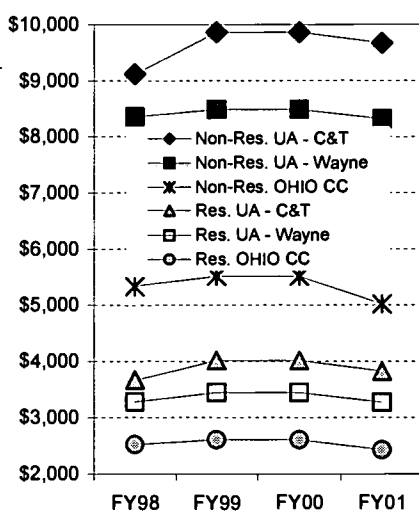 $10,000
$9,000
$8,000
$7,000
$6,000
$5,000
$4,000
$3,000
$2,000
Non-Res. UA - C&T
Non-Res. UA - Wayne
Non-Res. OHIO CC
Res. UA - C&T
Res. UA - Wayne
Res. OHIO CC
FY98 FY99 FY00 FY01